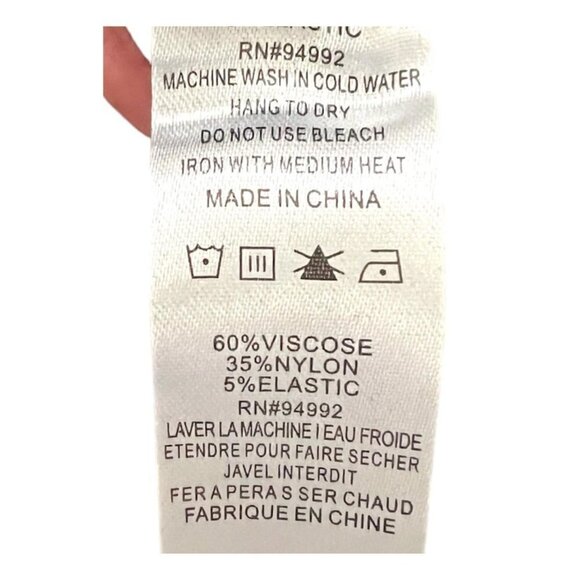 RN#94992
MACHINE WASH IN COLD WATER
HANG TO DRY
DO NOT USE BLEACH
IRON WITH MEDIUM HEAT
MADE IN CHINA
60%VISCOSE
35%NYLON
5%ELASTIC
RN#94992
LAVER LA MACHINE I EAU FROIDE
ETENDRE POUR FAIRE SECHER
JAVEL INTERDIT
FER A PERA S SER CHAUD
FABRIQUE EN CHINE